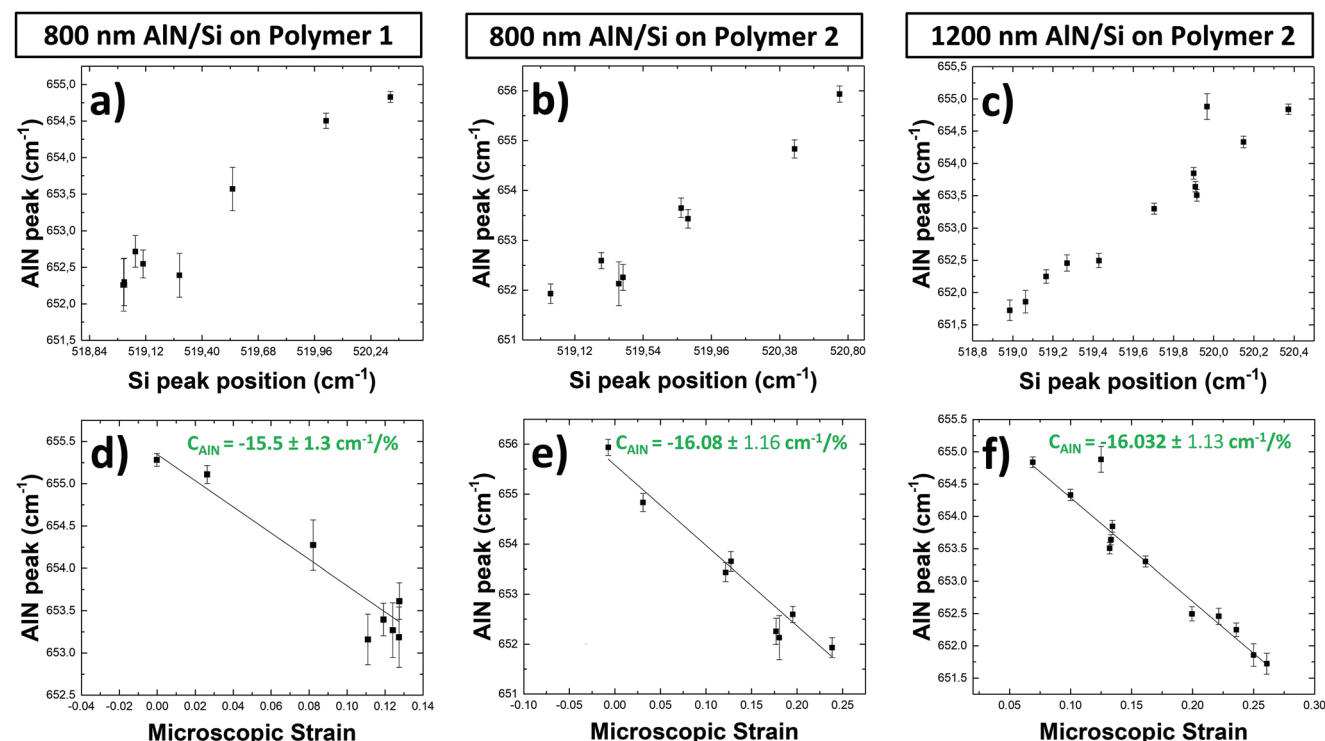 800 nm AlN/Si on Polymer 1
800 nm AlN/Si on Polymer 2
1200 nm AlN/Si on Polymer 2
a)
AlN peak (cm-1)
655,0
654,5
654,0
653,5
653,0
652,5
652,0
651,5
518,84 519,12 519,40 519,68 519,96 520,24
Si peak position (cm-1)
b)
AlN peak (cm-1)
656
655
654
653
652
651
519,12 519,54 519,96 520,38 520,80
Si peak position (cm-1)
c)
AlN peak (cm-1)
665,5
655,0
654,5
654,0
653,5
653,0
652,5
652,0
651,5
518,8 519,0 519,2 519,4 519,6 519,8 520,0 520,2 520,4
Si peak position (cm-1)
d)
CAlN = -15.5 ± 1.3 cm-1/%
AlN peak (cm-1)
655.5
655.0
654.5
654.0
653.5
653.0
652.5
-0.04 -0.02 0.00 0.02 0.04 0.06 0.08 0.10 0.12 0.14
Microscopic Strain
e)
CAlN = -16.08 ± 1.16 cm-1/%
AlN peak (cm-1)
656
655
654
653
652
651
-0.10 -0.05 0.00 0.05 0.10 0.15 0.20 0.25
Microscopic Strain
f)
CAlN = -16.032 ± 1.13 cm-1/%
AlN peak (cm-1)
655.5
655.0
654.5
654.0
653.5
653.0
652.5
652.0
651.5
0.05 0.10 0.15 0.20 0.25 0.30
Microscopic Strain